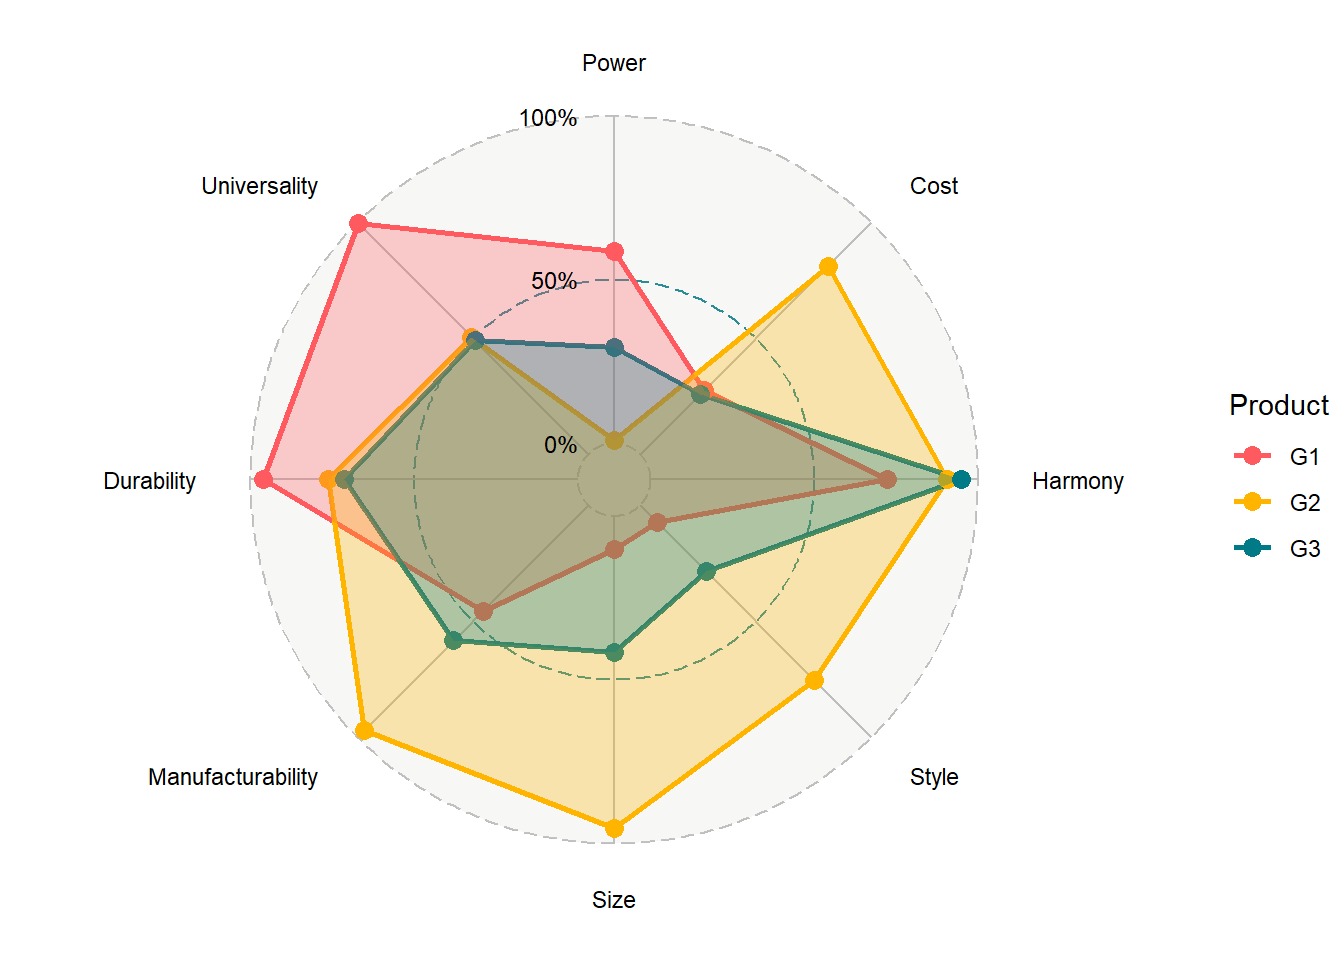 Power
100%
Universality
Cost
50%
0%
Durability
Harmony
Manufacturability
Style
Size
Product
G1
G2
G3